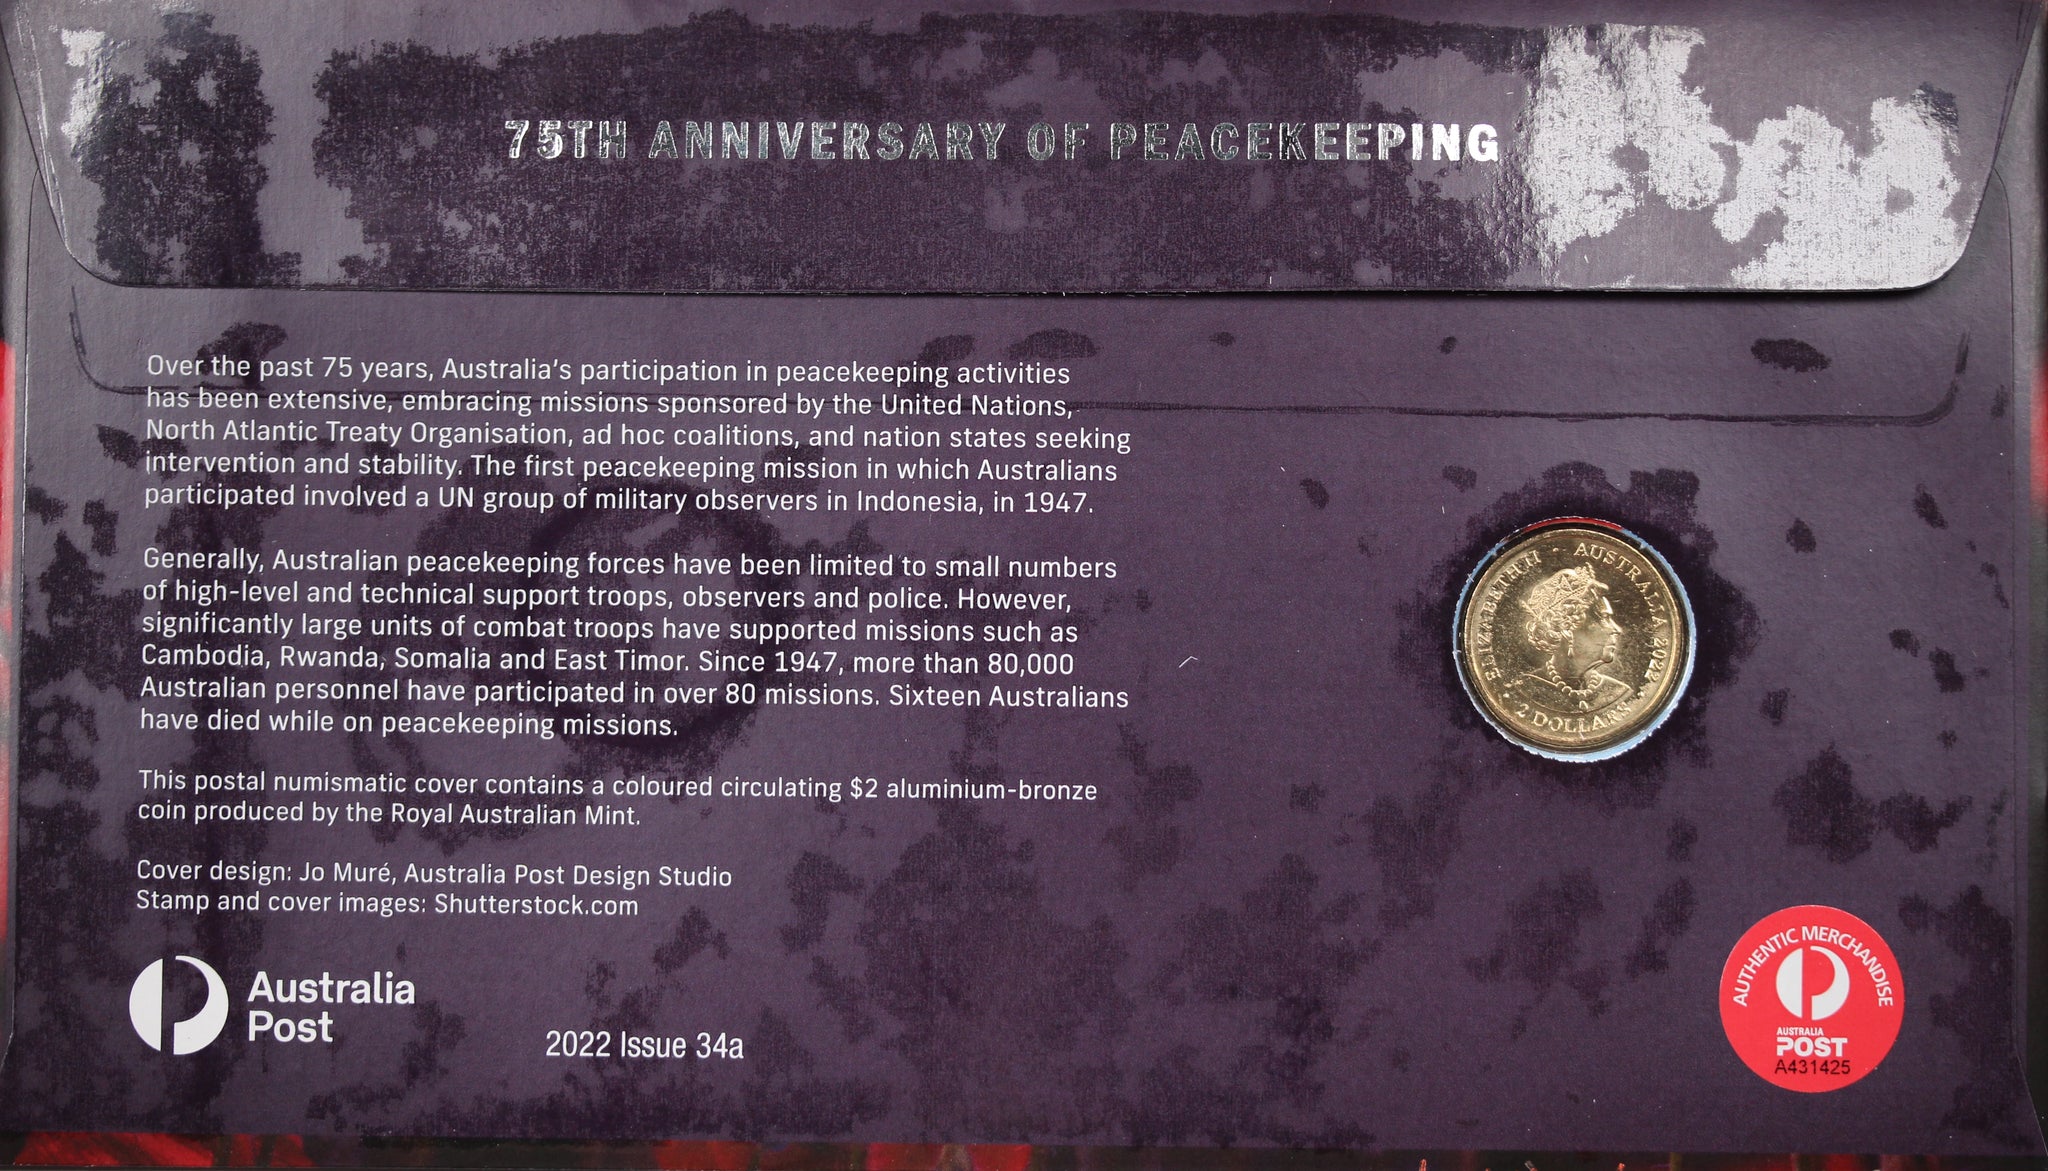 75TH ANNIVERSARY OF PEACEKEEPING
Over the past 75 years, Australia's participation in peacekeeping activities
has been extensive, embracing missions sponsored by the United Nations,
North Atlantic Treaty Organisation, ad hoc coalitions, and nation states seeking
intervention and stability. The first peacekeeping mission in which Australians
participated involved a UN group of military observers in Indonesia, in 1947.
Generally, Australian peacekeeping forces have been limited to small numbers
of high-level and technical support troops, observers and police. However,
significantly large units of combat troops have supported missions such as
Cambodia, Rwanda, Somalia and East Timor. Since 1947, more than 80,000
Australian personnel have participated in over 80 missions. Sixteen Australians
have died while on peacekeeping missions.
This postal numismatic cover contains a coloured circulating $2 aluminium-bronze
coin produced by the Royal Australian Mint.
Cover design: Jo Muré, Australia Post Design Studio
Stamp and cover images: Shutterstock.com
Australia
Post
2022 Issue 34a
ELIZABETH II · AUSTRALIA 2022 ·
2 DOLLARS
AUTHENTIC MERCHANDISE
AUSTRALIA
POST
A431425